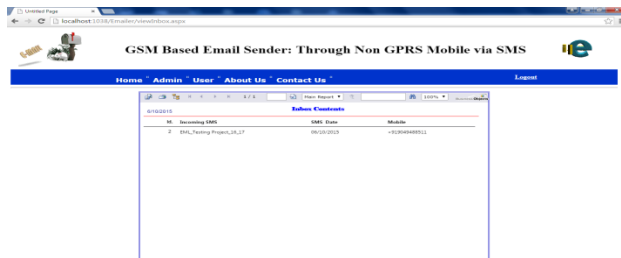 Untitled Page
localhost:1038/Emailer/viewInbox.aspx
GSM Based Email Sender: Through Non GPRS Mobile via SMS
Home Admin User About Us Contact Us Logout
1 / 1 Main Report 100%
6/10/2015 Inbox Contents
Incoming SMS SMS Date Mobile
2 EML_Testing Project_16_17 06/10/2015